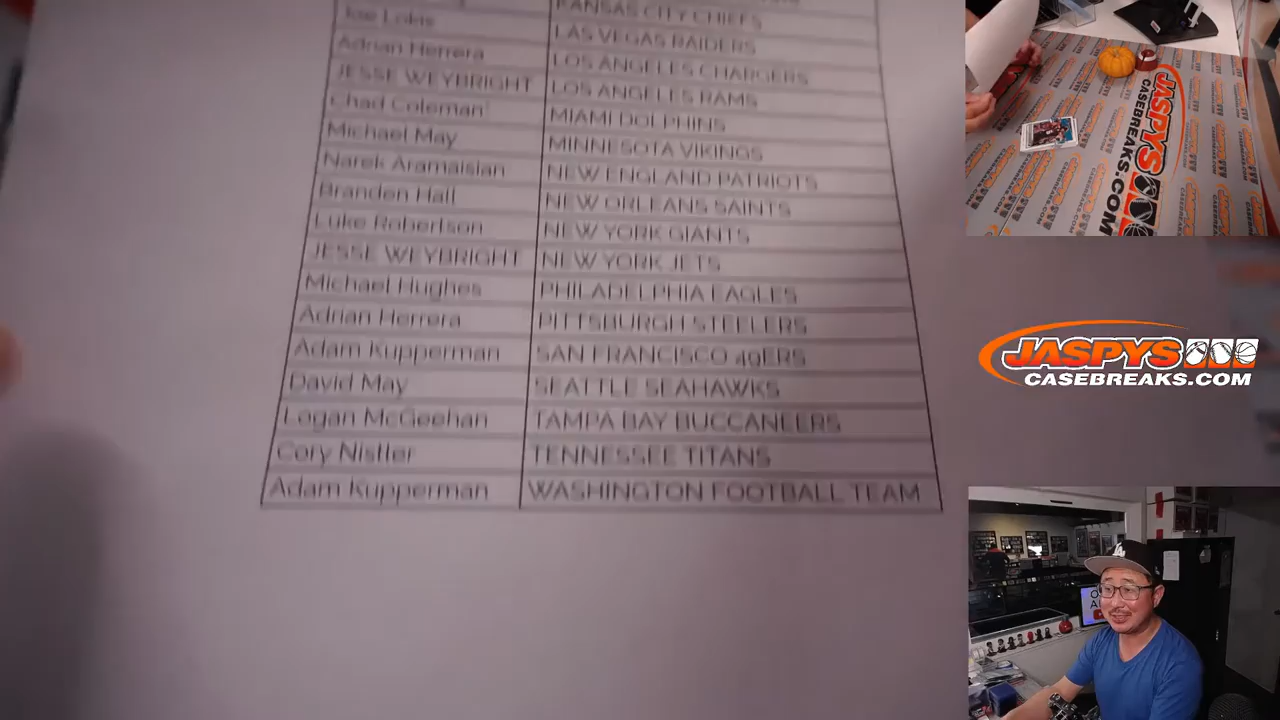 KANSAS CITY CHIEFS
Joe Lokie LAS VEGAS RAIDERS
Adrian Herrera LOS ANGELES CHARGERS
JESSE WEYBRIGHT LOS ANGELES RAMS
Chad Coleman MIAMI DOLPHINS
Michael May MINNESOTA VIKINGS
Narek Aramaisian NEW ENGLAND PATRIOTS
Branden Hall NEW ORLEANS SAINTS
Luke Robertson NEW YORK GIANTS
JESSE WEYBRIGHT NEW YORK JETS
Michael Hughes PHILADELPHIA EAGLES
Adrian Herrera PITTSBURGH STEELERS
Adam Kupperman SAN FRANCISCO 49ERS
David May SEATTLE SEAHAWKS
Logan McGeehan TAMPA BAY BUCCANEERS
Cory Nistler TENNESSEE TITANS
Adam Kupperman WASHINGTON FOOTBALL TEAM
JASPYS
CASEBREAKS.COM
JASPYS
CASEBREAKS.COM